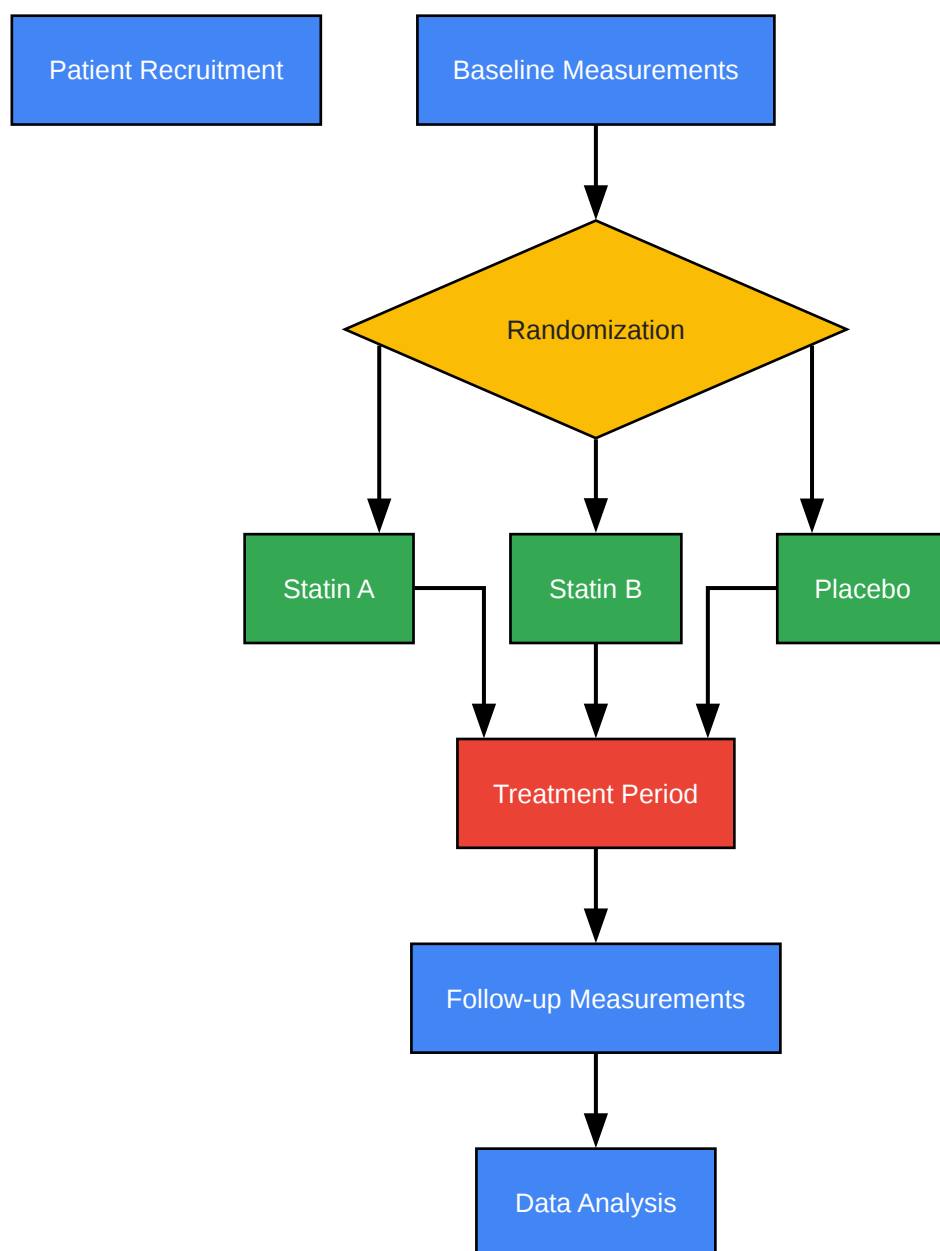 Patient Recruitment
Baseline Measurements
Randomization
Statin A
Statin B
Placebo
Treatment Period
Follow-up Measurements
Data Analysis